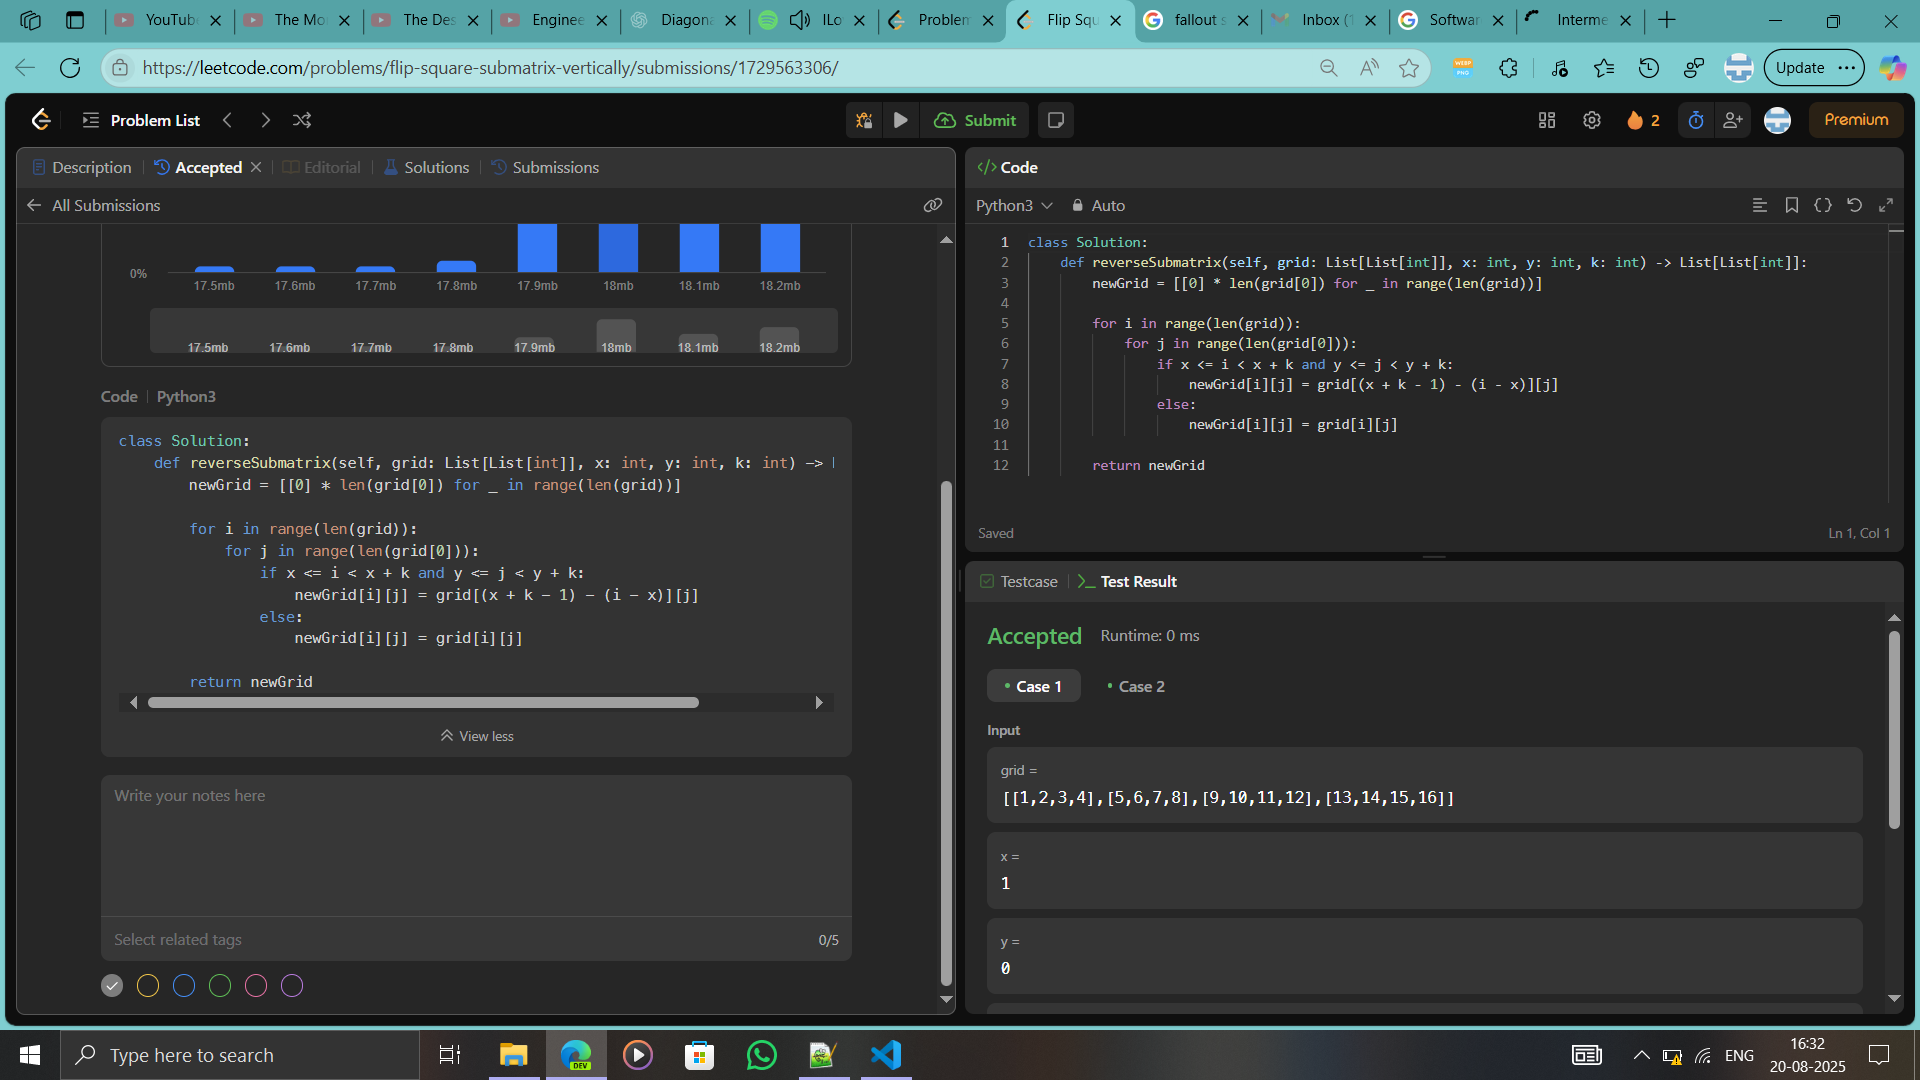 YouTube
The Mo
The Des
Enginee
Diagona
ILo
Problem
Flip Squ
fallout s
Inbox (1
Softwar
Interme
https://leetcode.com/problems/flip-square-submatrix-vertically/submissions/1729563306/
Update
Problem List
Submit
2
Premium
Description
Accepted
Editorial
Solutions
Submissions
All Submissions
0%
17.5mb 17.6mb 17.7mb 17.8mb 17.9mb 18mb 18.1mb 18.2mb
17.5mb 17.6mb 17.7mb 17.8mb 17.9mb 18mb 18.1mb 18.2mb
Code | Python3
class Solution:
def reverseSubmatrix(self, grid: List[List[int]], x: int, y: int, k: int) ->
newGrid = [[0] * len(grid[0]) for _ in range(len(grid))]
for i in range(len(grid)):
for j in range(len(grid[0])):
if x <= i < x + k and y <= j < y + k:
newGrid[i][j] = grid[(x + k - 1) - (i - x)][j]
else:
newGrid[i][j] = grid[i][j]
return newGrid
View less
Write your notes here
Select related tags
0/5
</> Code
Python3
Auto
1 class Solution:
2 def reverseSubmatrix(self, grid: List[List[int]], x: int, y: int, k: int) -> List[List[int]]:
3 newGrid = [[0] * len(grid[0]) for _ in range(len(grid))]
4
5 for i in range(len(grid)):
6 for j in range(len(grid[0])):
7 if x <= i < x + k and y <= j < y + k:
8 newGrid[i][j] = grid[(x + k - 1) - (i - x)][j]
9 else:
10 newGrid[i][j] = grid[i][j]
11
12 return newGrid
Saved
Ln 1, Col 1
Testcase
Test Result
Accepted
Runtime: 0 ms
Case 1
Case 2
Input
grid =
[[1,2,3,4],[5,6,7,8],[9,10,11,12],[13,14,15,16]]
x =
1
y =
0
Type here to search
DEV
ENG
16:32
20-08-2025